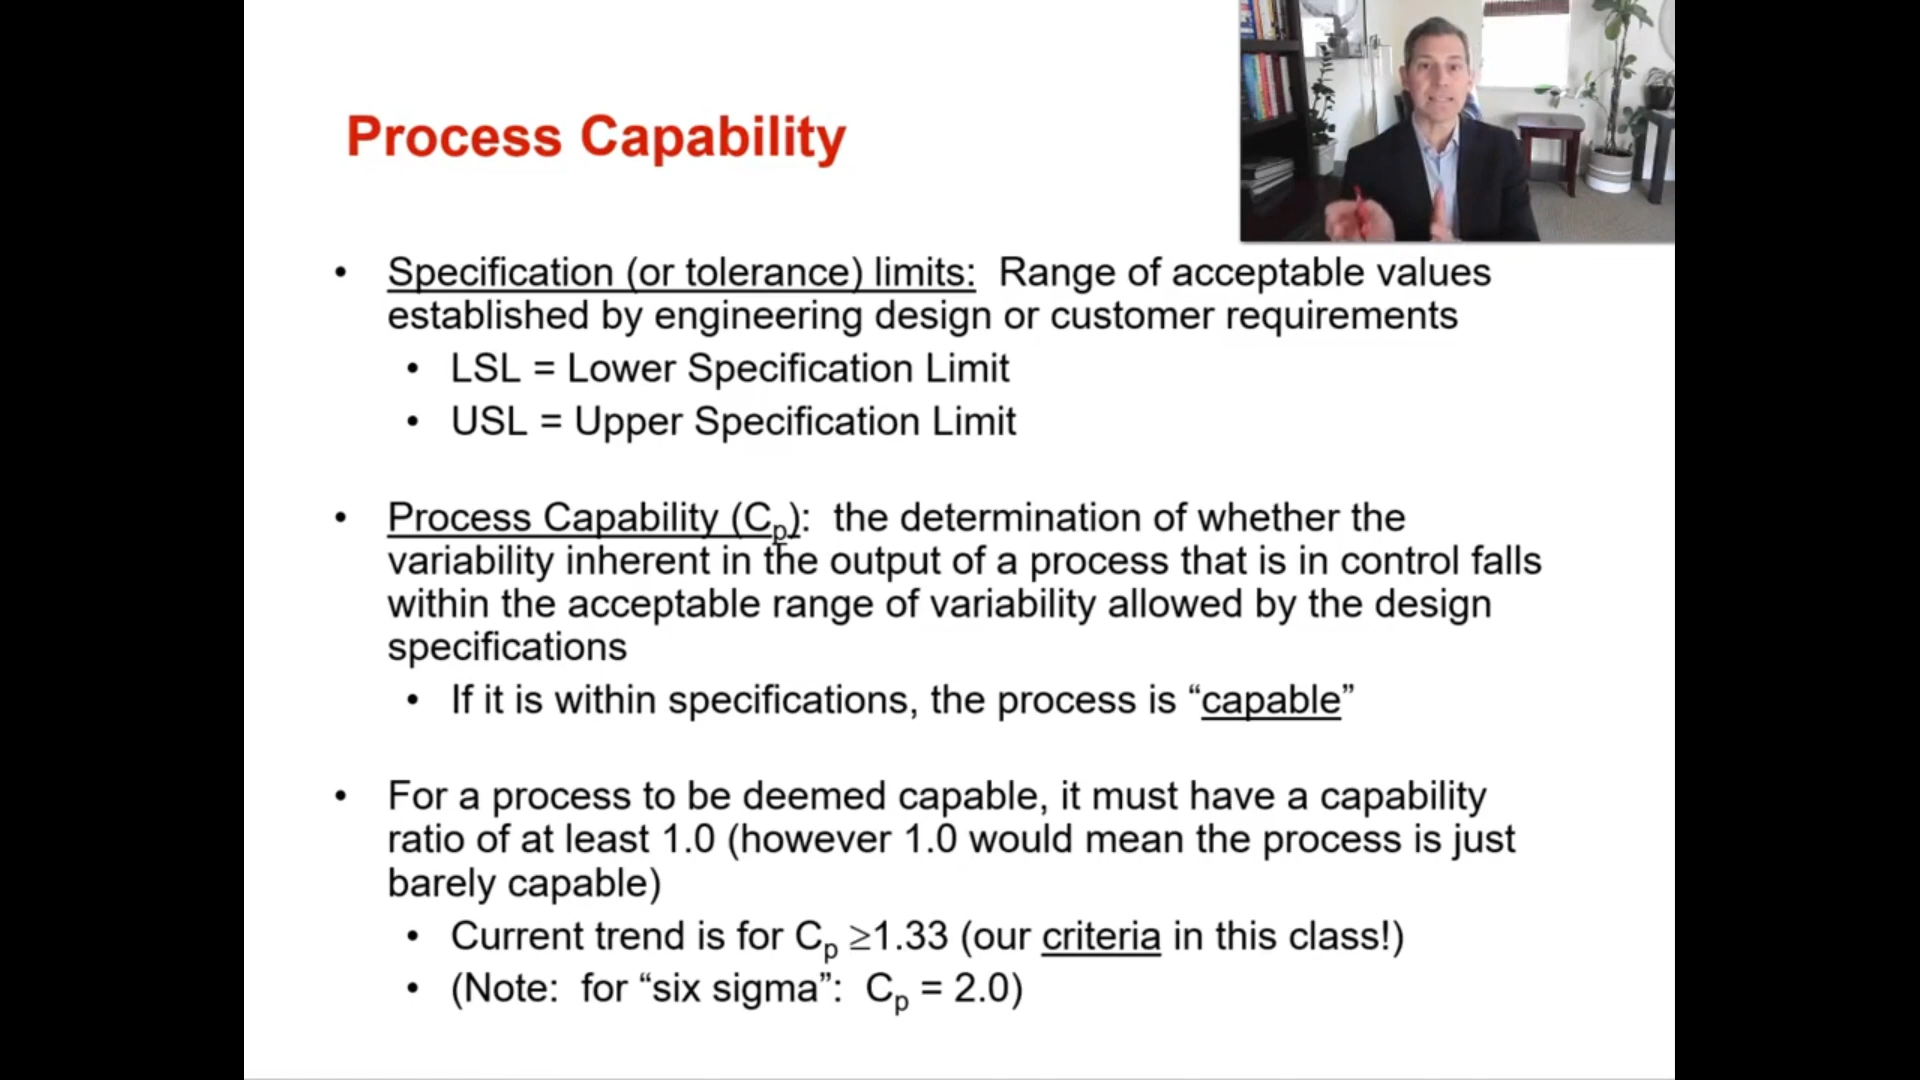 Process Capability
• Specification (or tolerance) limits: Range of acceptable values
established by engineering design or customer requirements
• LSL = Lower Specification Limit
• USL = Upper Specification Limit
• Process Capability (Cp): the determination of whether the
variability inherent in the output of a process that is in control falls
within the acceptable range of variability allowed by the design
specifications
• If it is within specifications, the process is “capable”
• For a process to be deemed capable, it must have a capability
ratio of at least 1.0 (however 1.0 would mean the process is just
barely capable)
• Current trend is for Cp ≥1.33 (our criteria in this class!)
• (Note: for “six sigma”: Cp = 2.0)